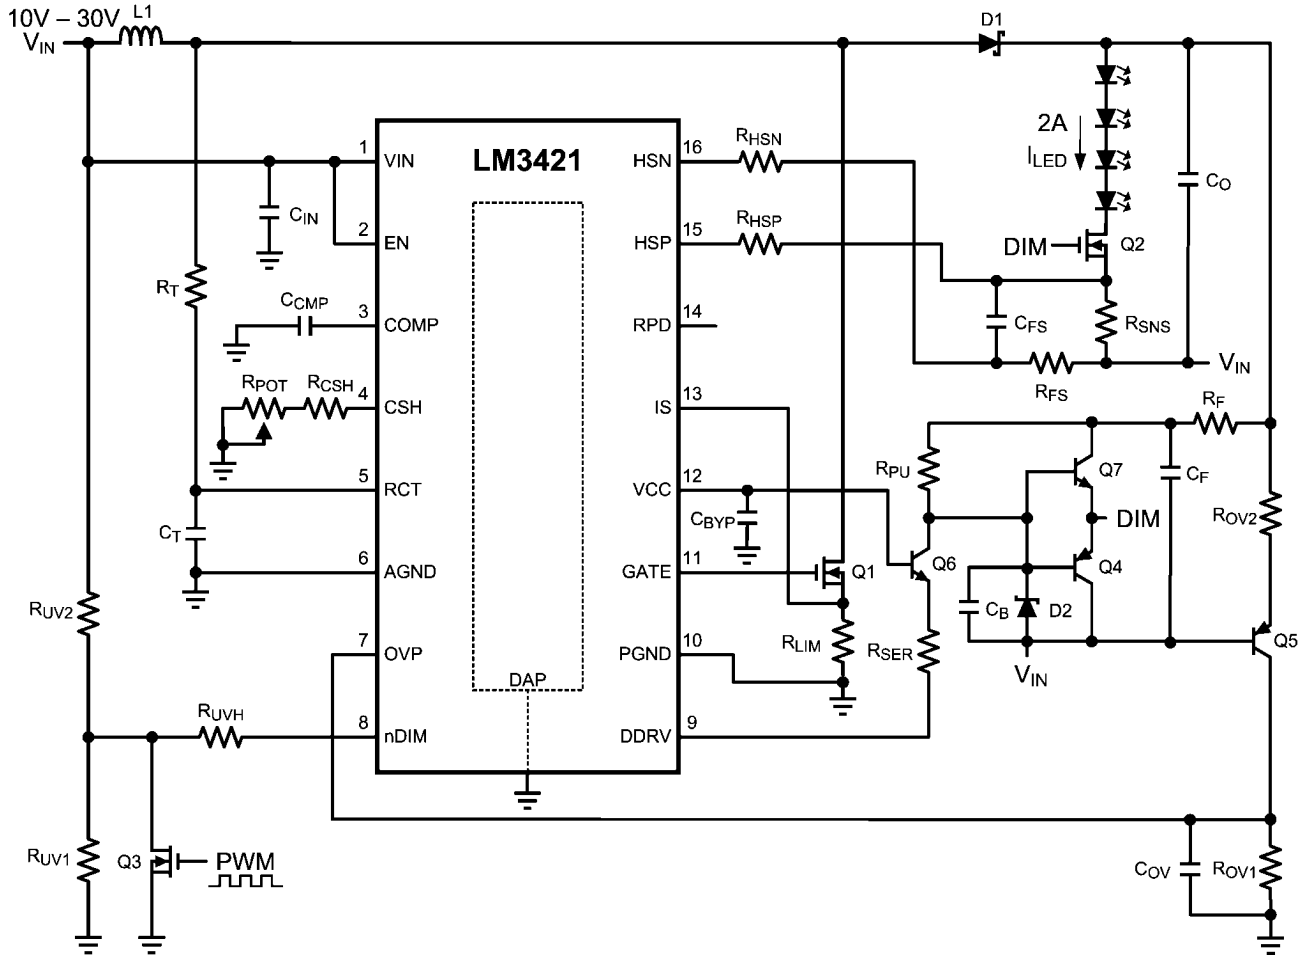 10V – 30V
L1
VIN
D1
LM3421
1
VIN
CIN
2
EN
RT
CCMP
3
COMP
RPOT
RCSH
4
CSH
5
RCT
CT
6
AGND
RUV2
7
OVP
DAP
RUVH
8
nDIM
RUV1
Q3
PWM
16
HSN
RHSN
15
HSP
RHSP
14
RPD
13
IS
12
VCC
CBYP
11
GATE
Q1
10
PGND
RLIM
9
DDRV
2A
ILED
CO
DIM
Q2
CFS
RSNS
RFS
VIN
RF
RPU
Q7
CF
DIM
ROV2
Q6
Q4
CB
D2
RSER
VIN
Q5
COV
ROV1